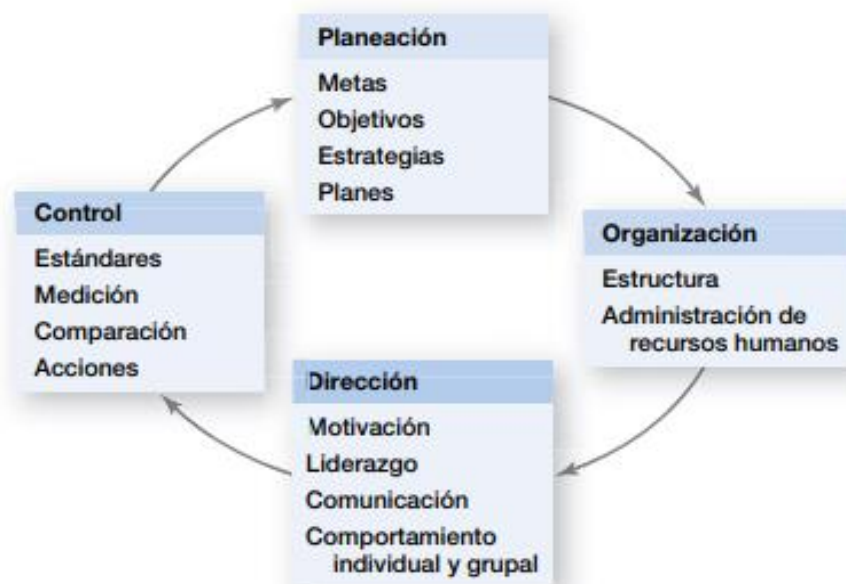 Planeación
Metas
Objetivos
Estrategias
Planes
Organización
Estructura
Administración de
recursos humanos
Dirección
Motivación
Liderazgo
Comunicación
Comportamiento
individual y grupal
Control
Estándares
Medición
Comparación
Acciones